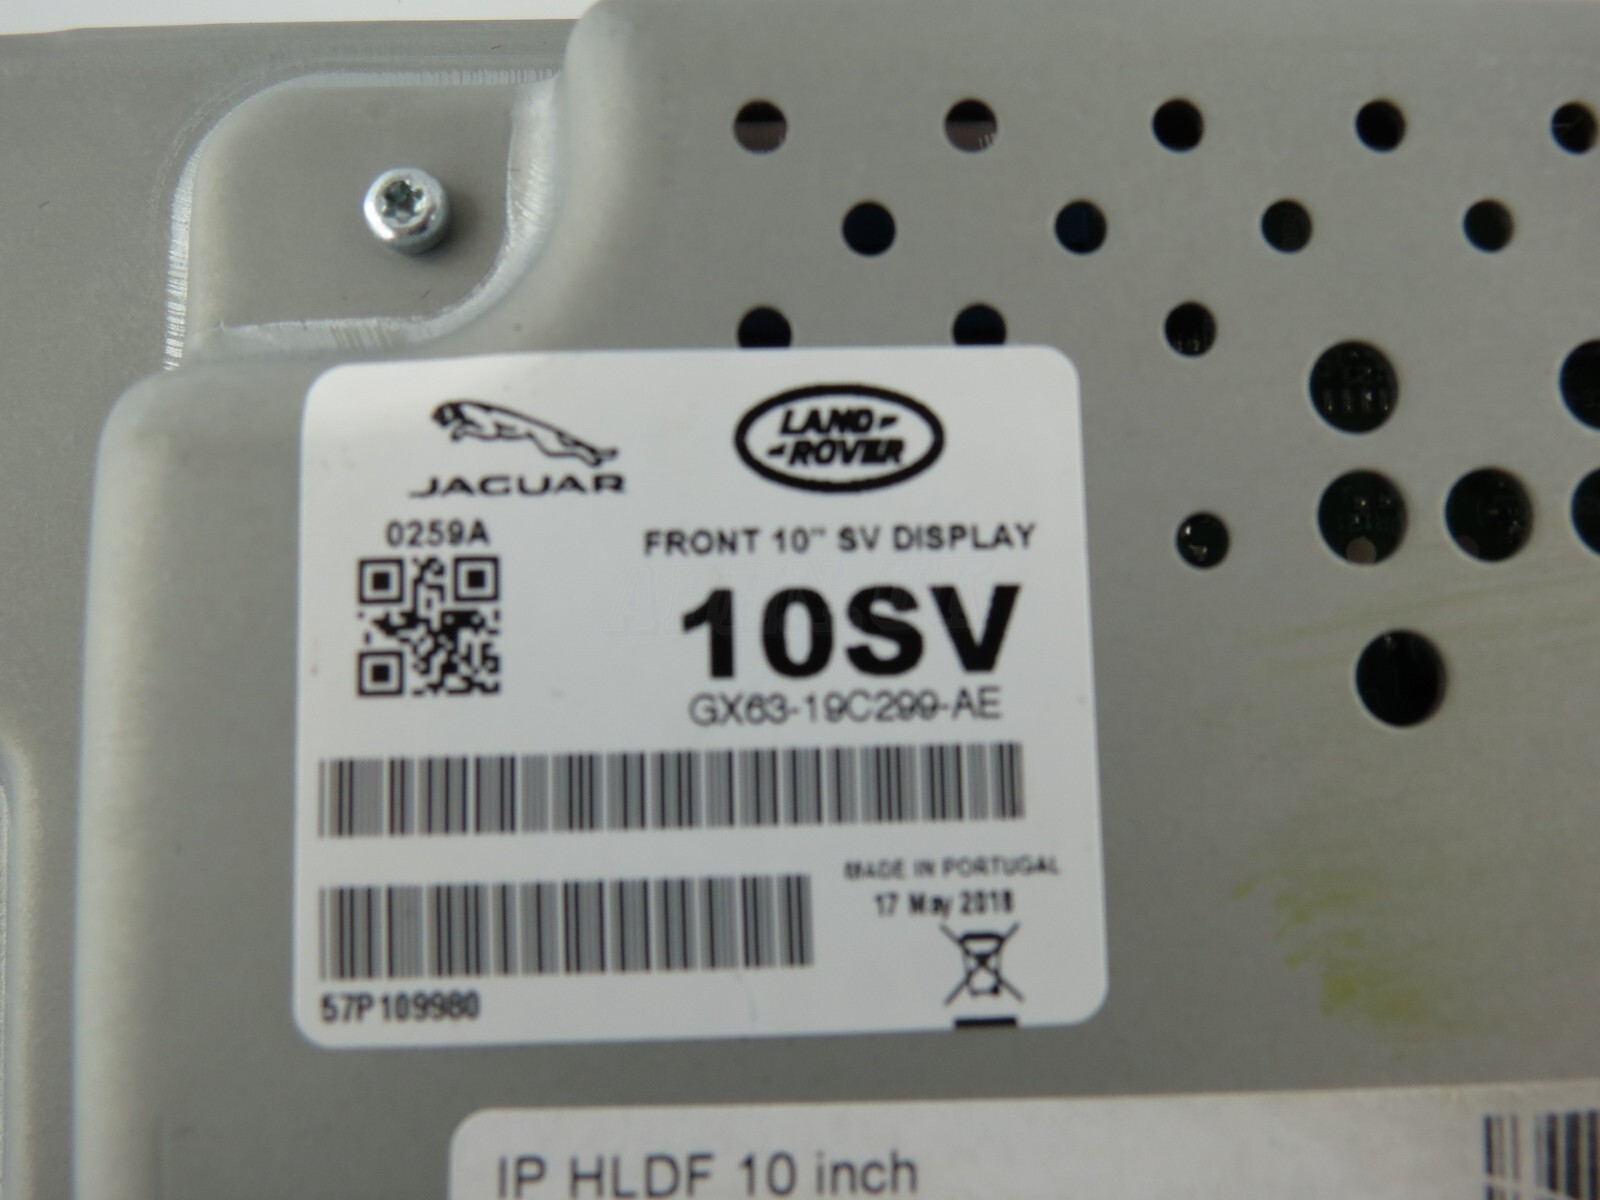 JAGUAR
LAND
ROVER
0259A
FRONT 10" SV DISPLAY
10SV
GX63-19C299-AE
MADE IN PORTUGAL
17 May 2018
57P109980
IP HLDF 10 inch